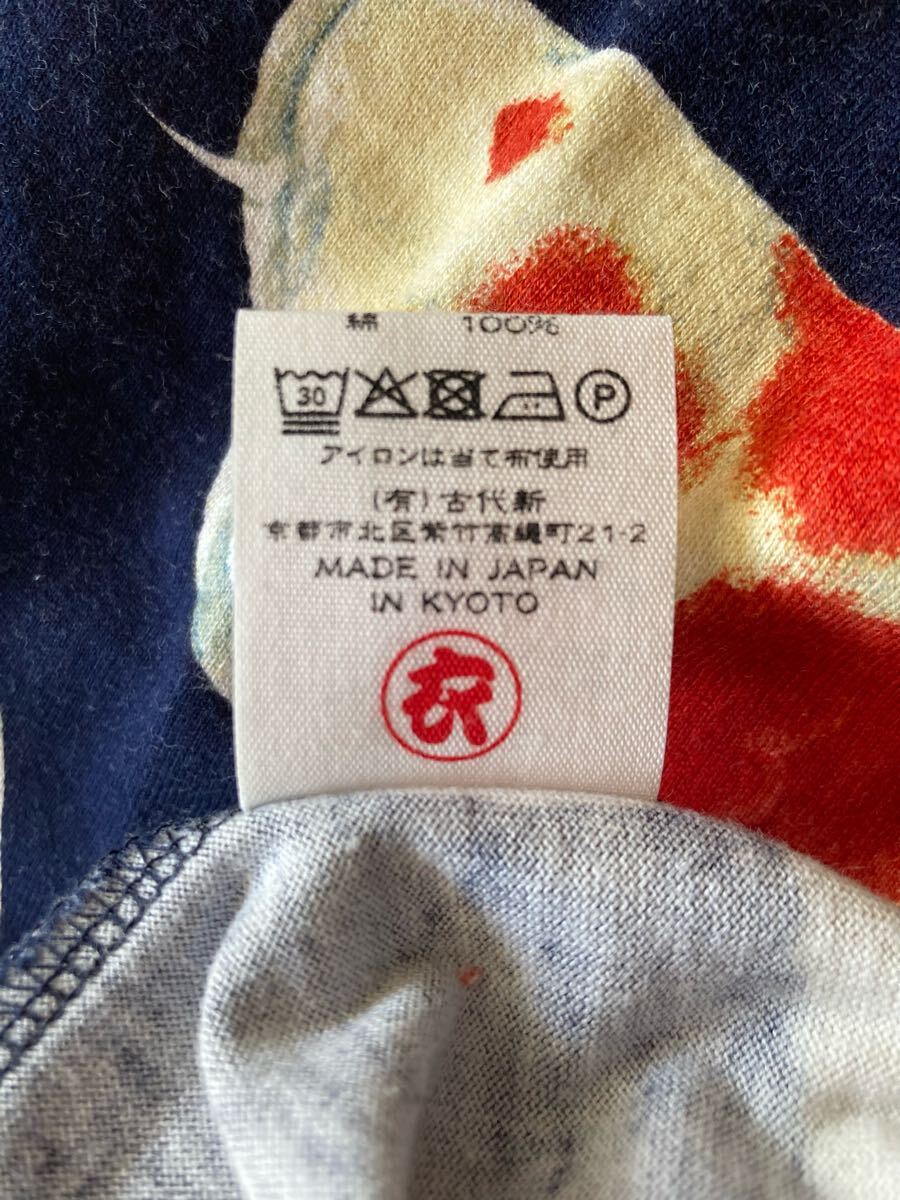 綿 100%
30 P
アイロンは当て布使用
(有)古代新
京都市北区紫竹高縄町21-2
MADE IN JAPAN
IN KYOTO